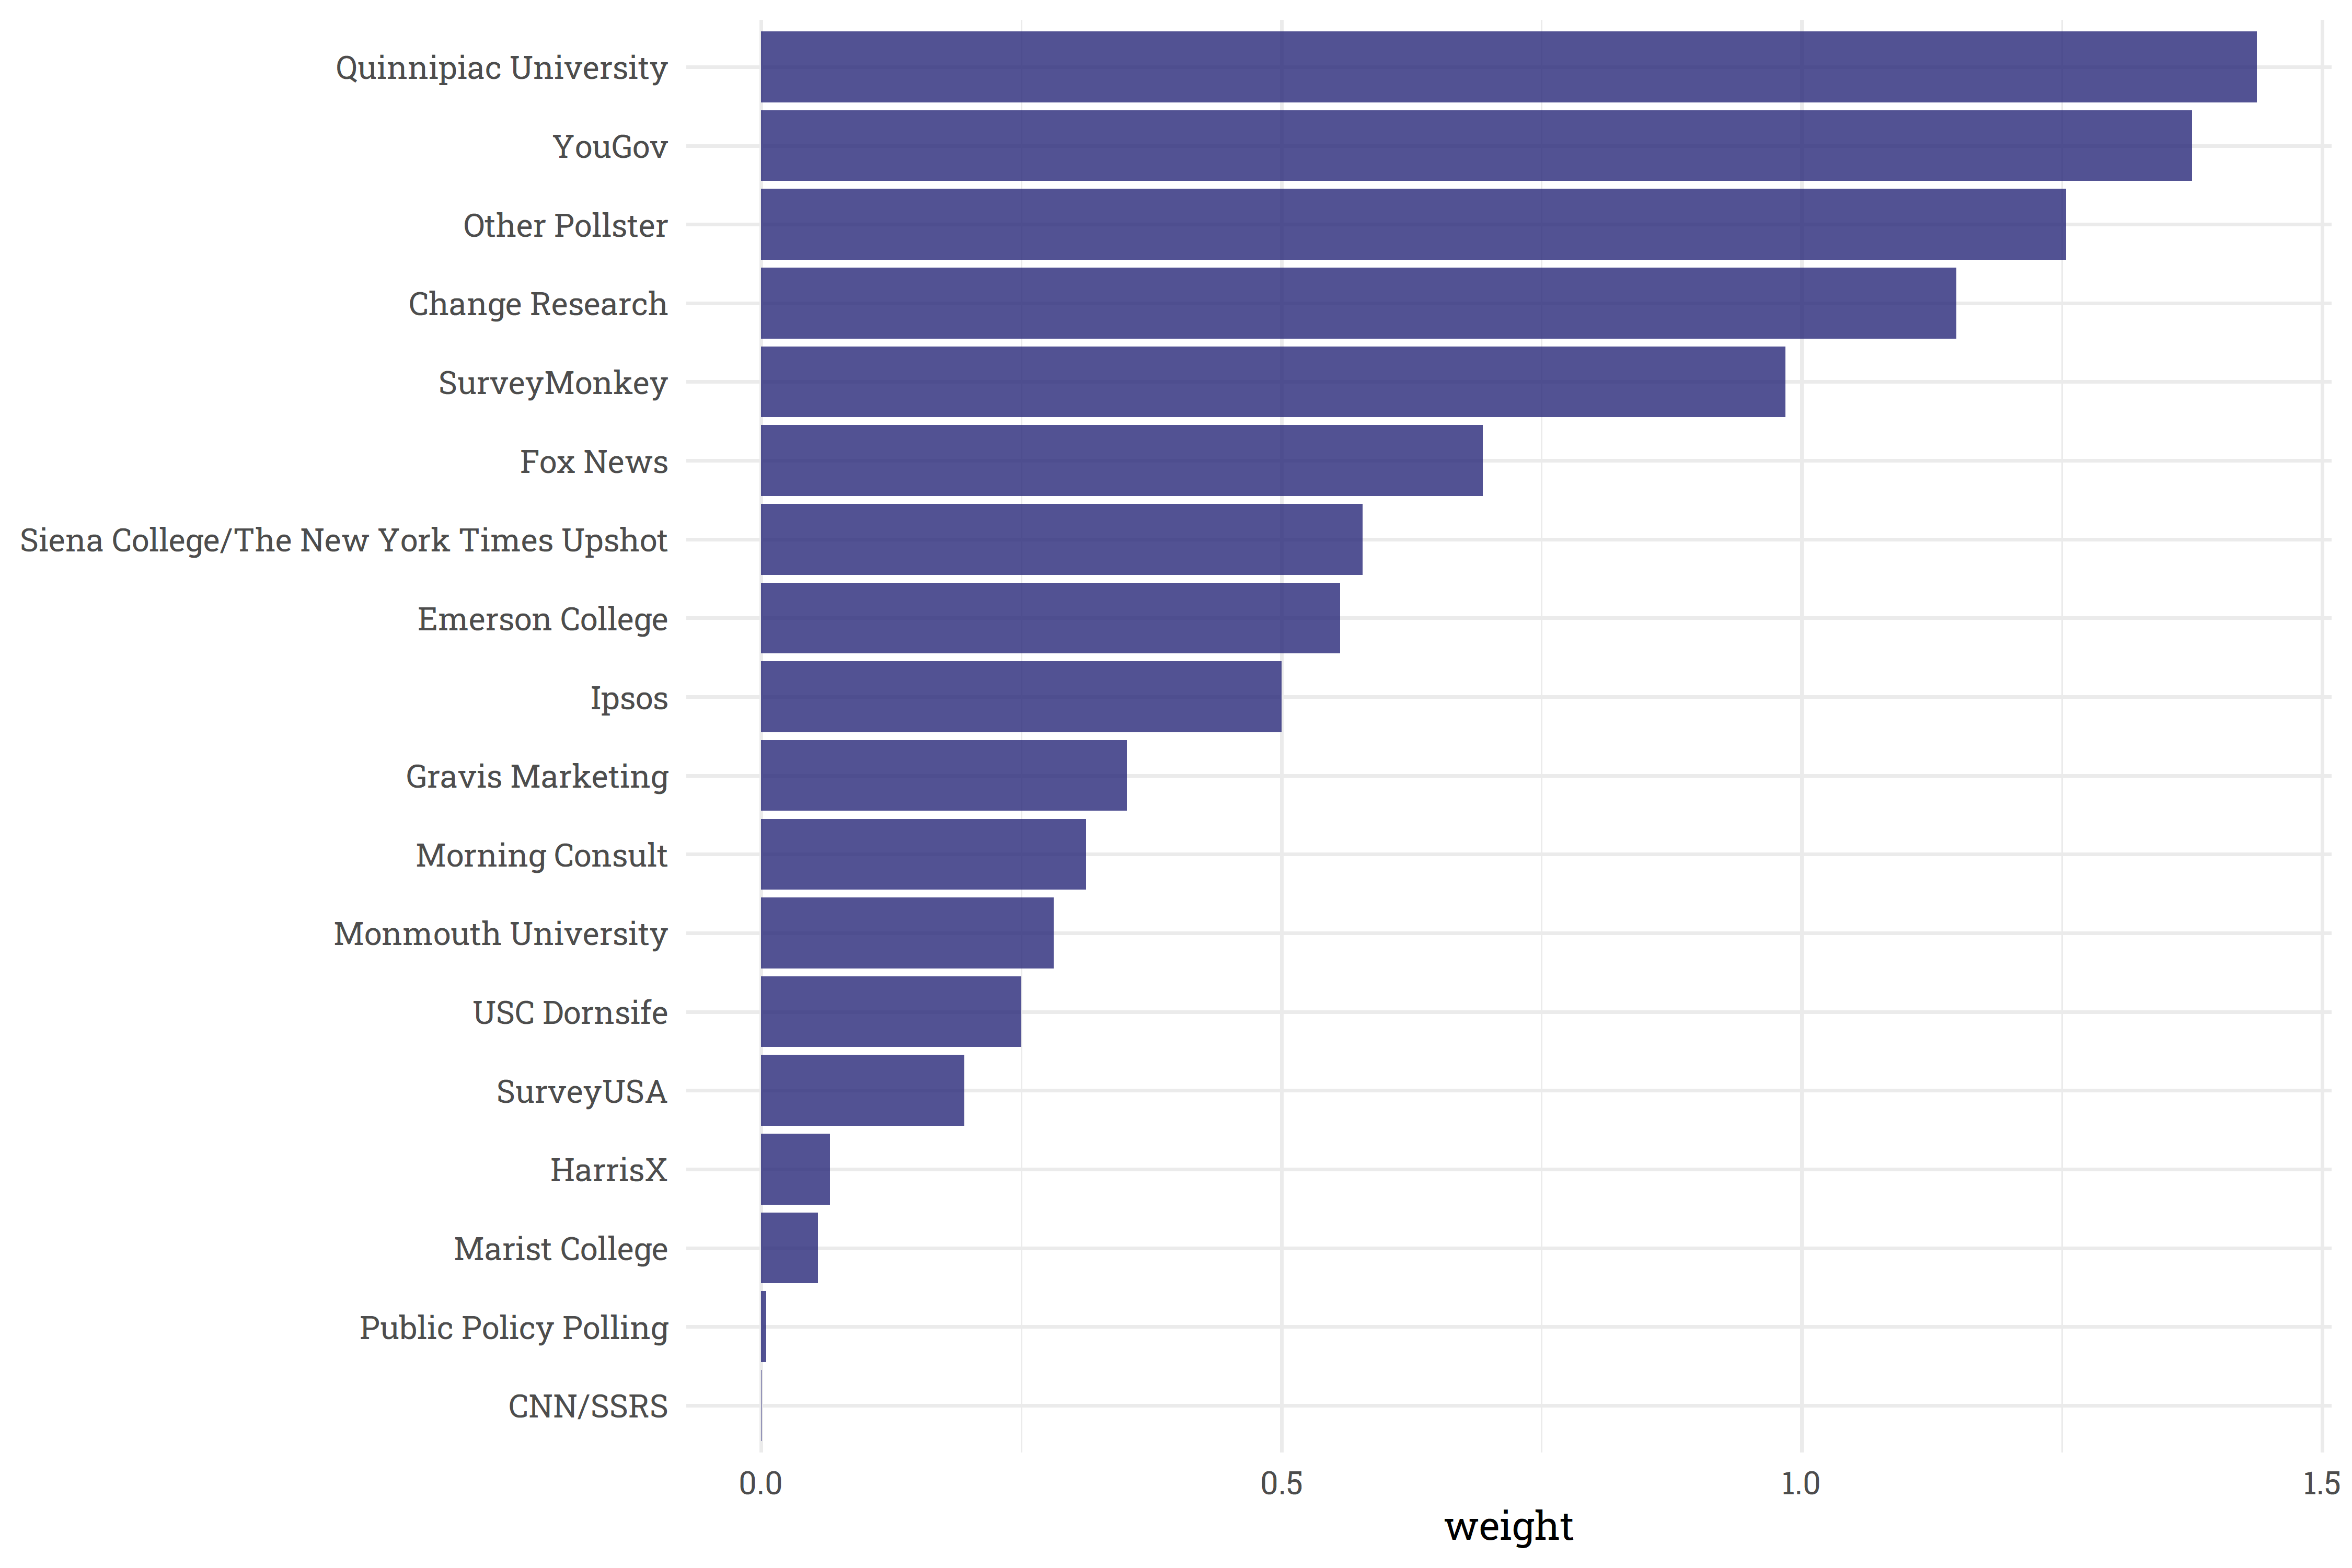 Quinnipiac University
YouGov
Other Pollster
Change Research
SurveyMonkey
Fox News
Siena College/The New York Times Upshot
Emerson College
Ipsos
Gravis Marketing
Morning Consult
Monmouth University
USC Dornsife
SurveyUSA
HarrisX
Marist College
Public Policy Polling
CNN/SSRS
0.0 0.5 1.0 1.5
weight